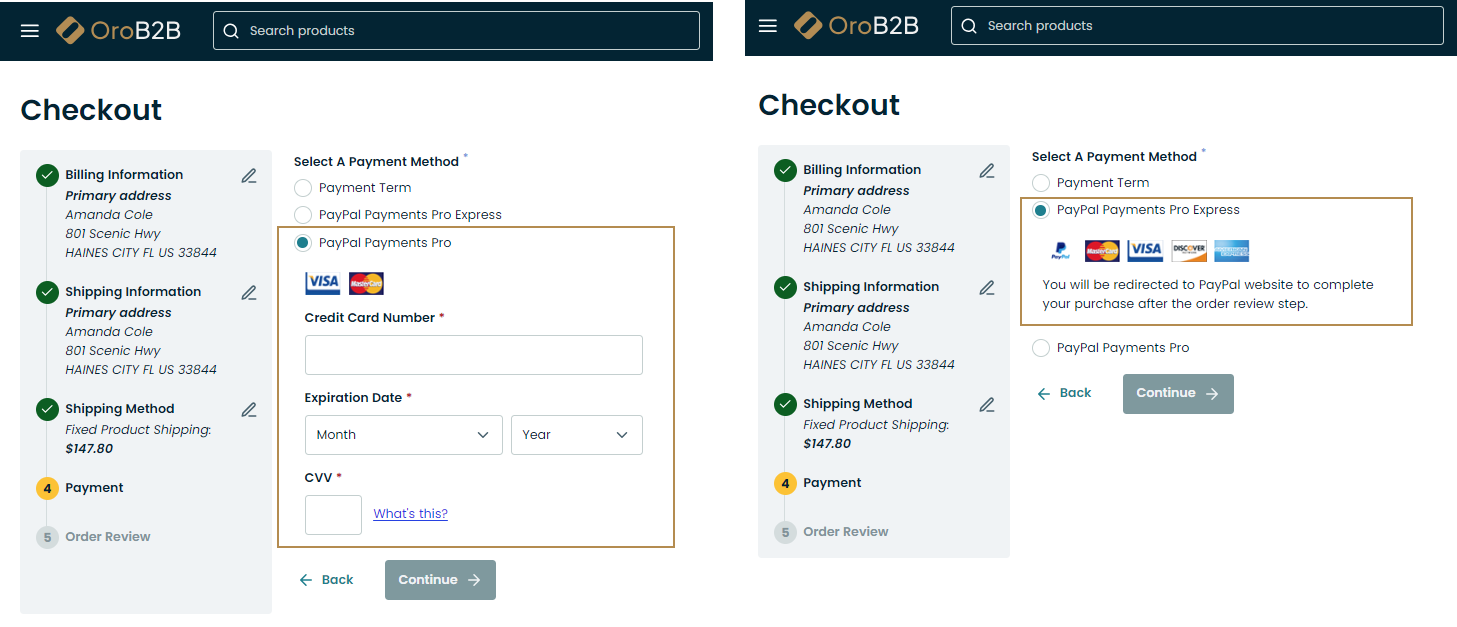 OroB2B
Search products
Checkout
Billing Information
Primary address
Amanda Cole
801 Scenic Hwy
HAINES CITY FL US 33844
Shipping Information
Primary address
Amanda Cole
801 Scenic Hwy
HAINES CITY FL US 33844
Shipping Method
Fixed Product Shipping:
$147.80
4 Payment
5 Order Review
Select A Payment Method *
Payment Term
PayPal Payments Pro Express
PayPal Payments Pro
VISA MasterCard
Credit Card Number *
Expiration Date *
Month Year
CVV *
What's this?
Back Continue
OroB2B
Search products
Checkout
Billing Information
Primary address
Amanda Cole
801 Scenic Hwy
HAINES CITY FL US 33844
Shipping Information
Primary address
Amanda Cole
801 Scenic Hwy
HAINES CITY FL US 33844
Shipping Method
Fixed Product Shipping:
$147.80
4 Payment
5 Order Review
Select A Payment Method *
Payment Term
PayPal Payments Pro Express
PayPal MasterCard VISA DISCOVER
You will be redirected to PayPal website to complete
your purchase after the order review step.
PayPal Payments Pro
Back Continue